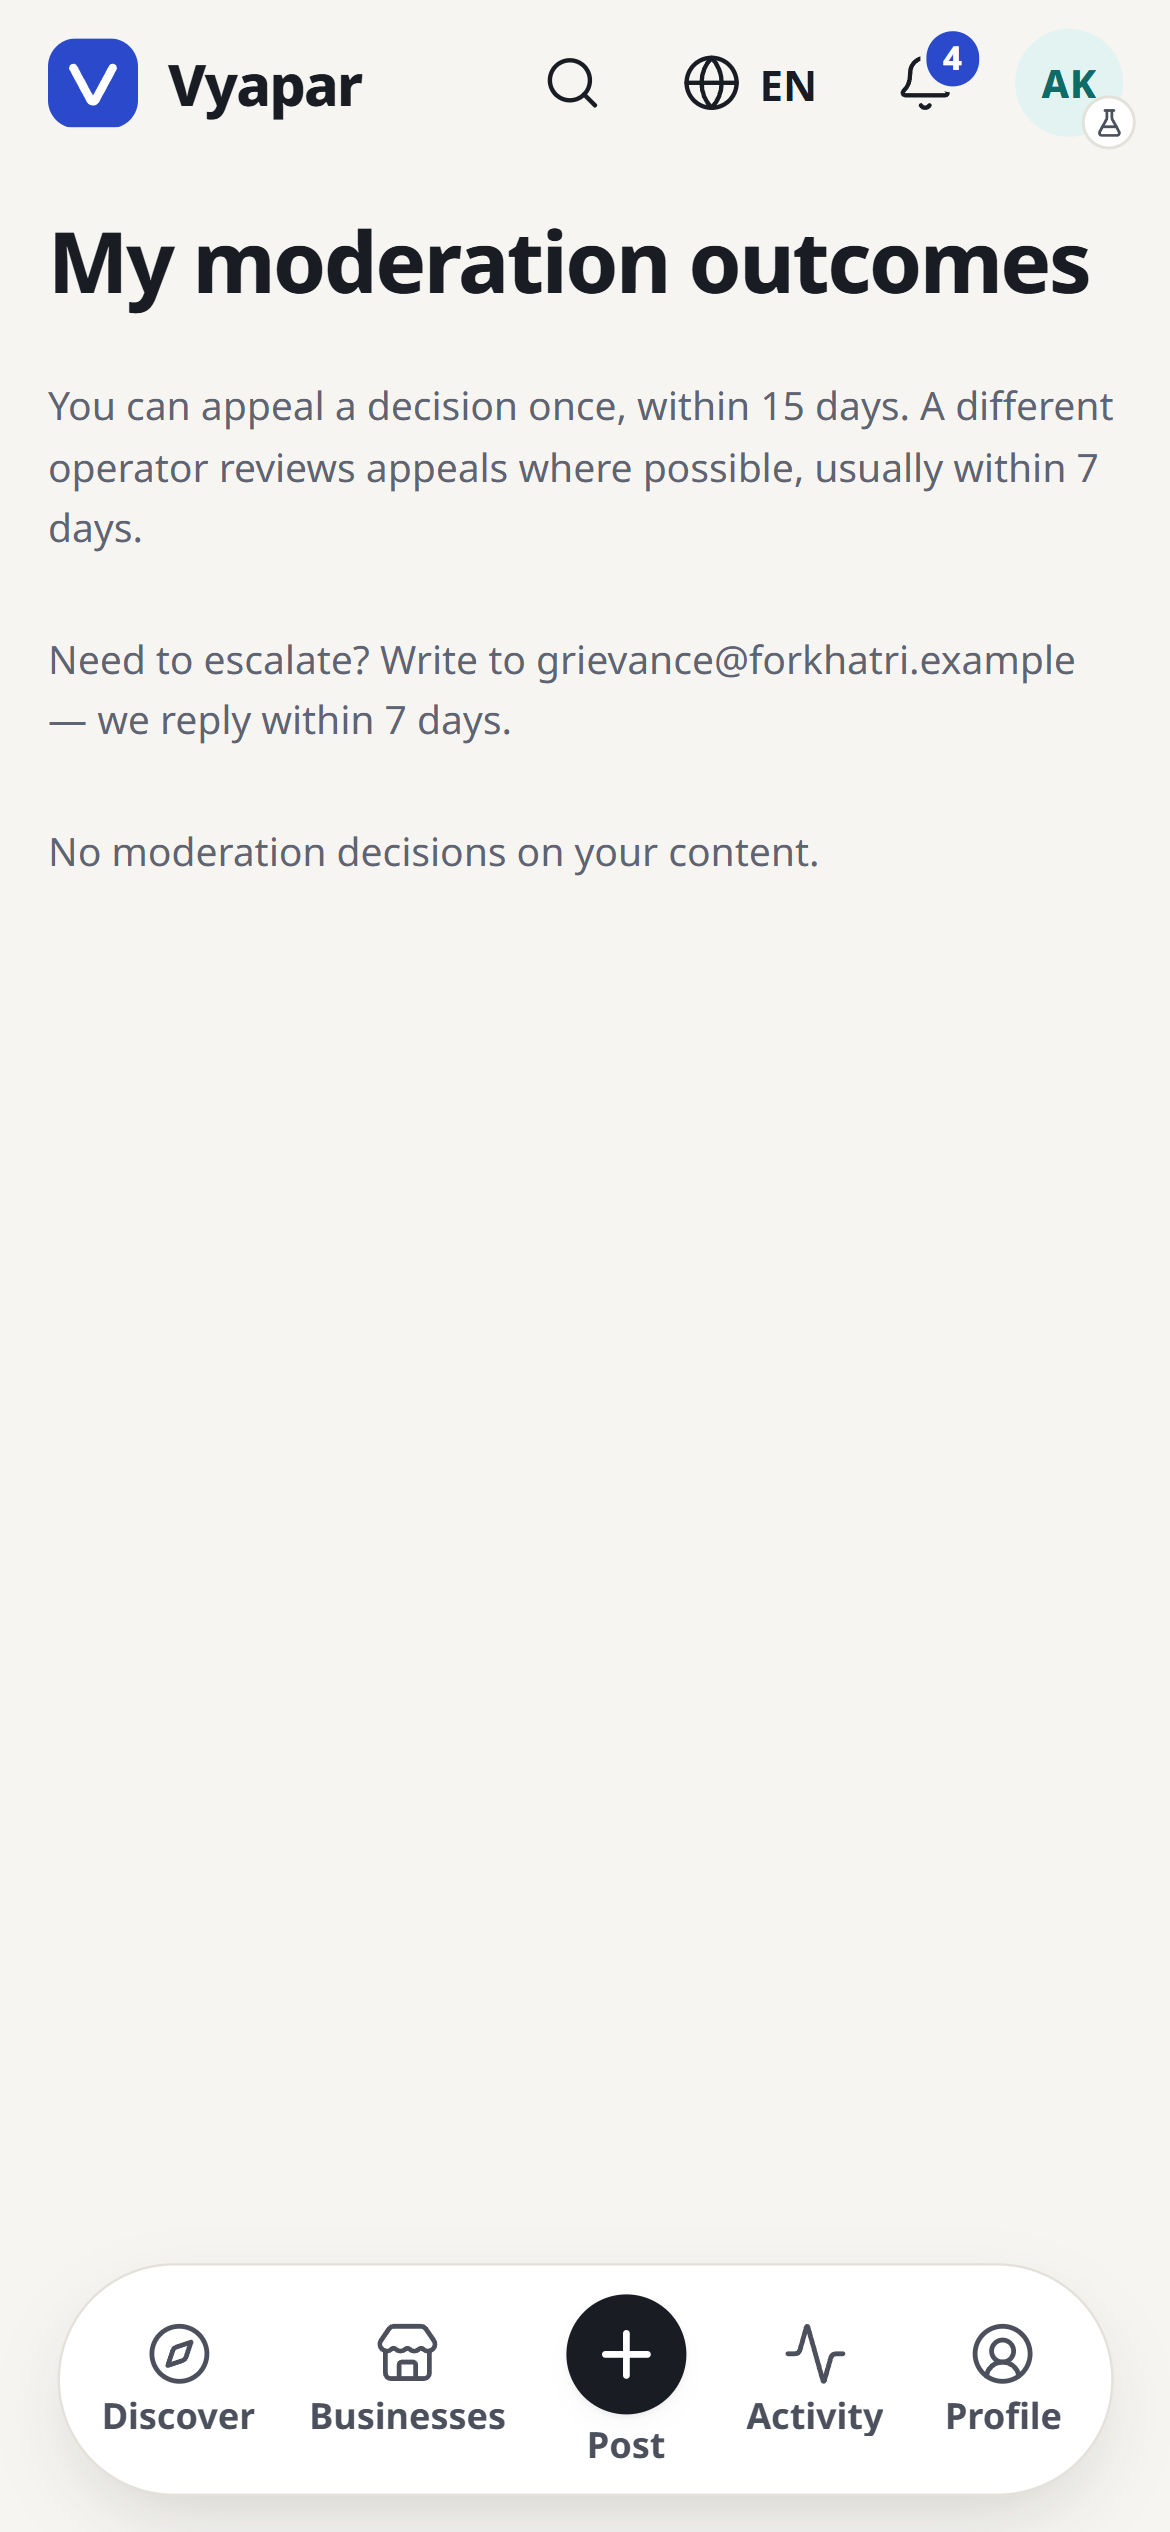 Vyapar
EN
4
AK
My moderation outcomes
You can appeal a decision once, within 15 days. A different
operator reviews appeals where possible, usually within 7
days.
Need to escalate? Write to grievance@forkhatri.example
— we reply within 7 days.
No moderation decisions on your content.
Discover
Businesses
Post
Activity
Profile